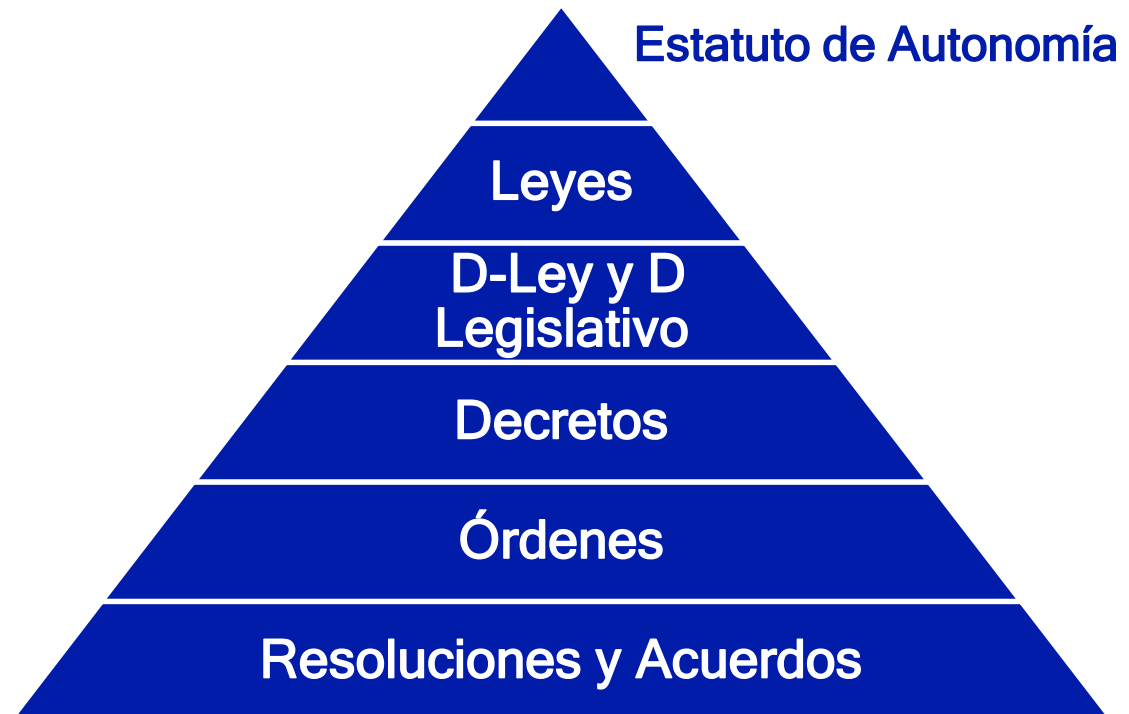 Estatuto de Autonomía
Leyes
D-Ley y D
Legislativo
Decretos
Órdenes
Resoluciones y Acuerdos